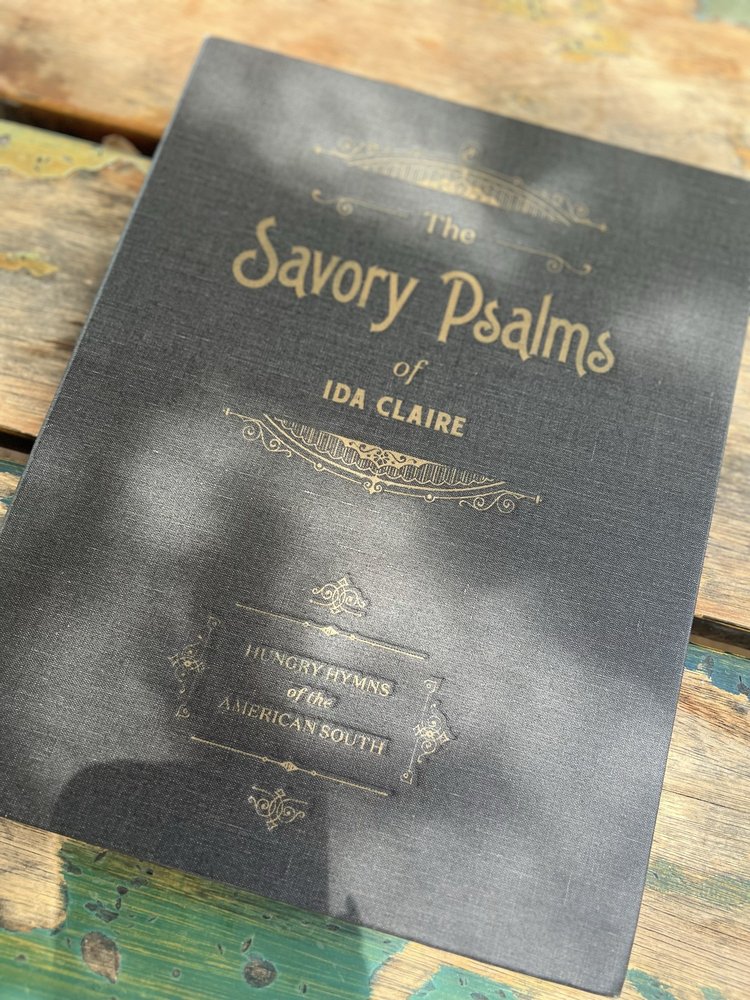 The
Savory Psalms
of
IDA CLAIRE
HUNGRY HYMNS
of the
AMERICAN SOUTH